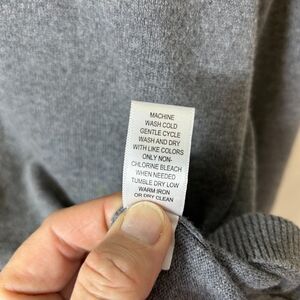 MACHINE
WASH COLD
GENTLE CYCLE
WASH AND DRY
WITH LIKE COLORS
ONLY NON-
CHLORINE BLEACH
WHEN NEEDED
TUMBLE DRY LOW
WARM IRON
OR DRY CLEAN